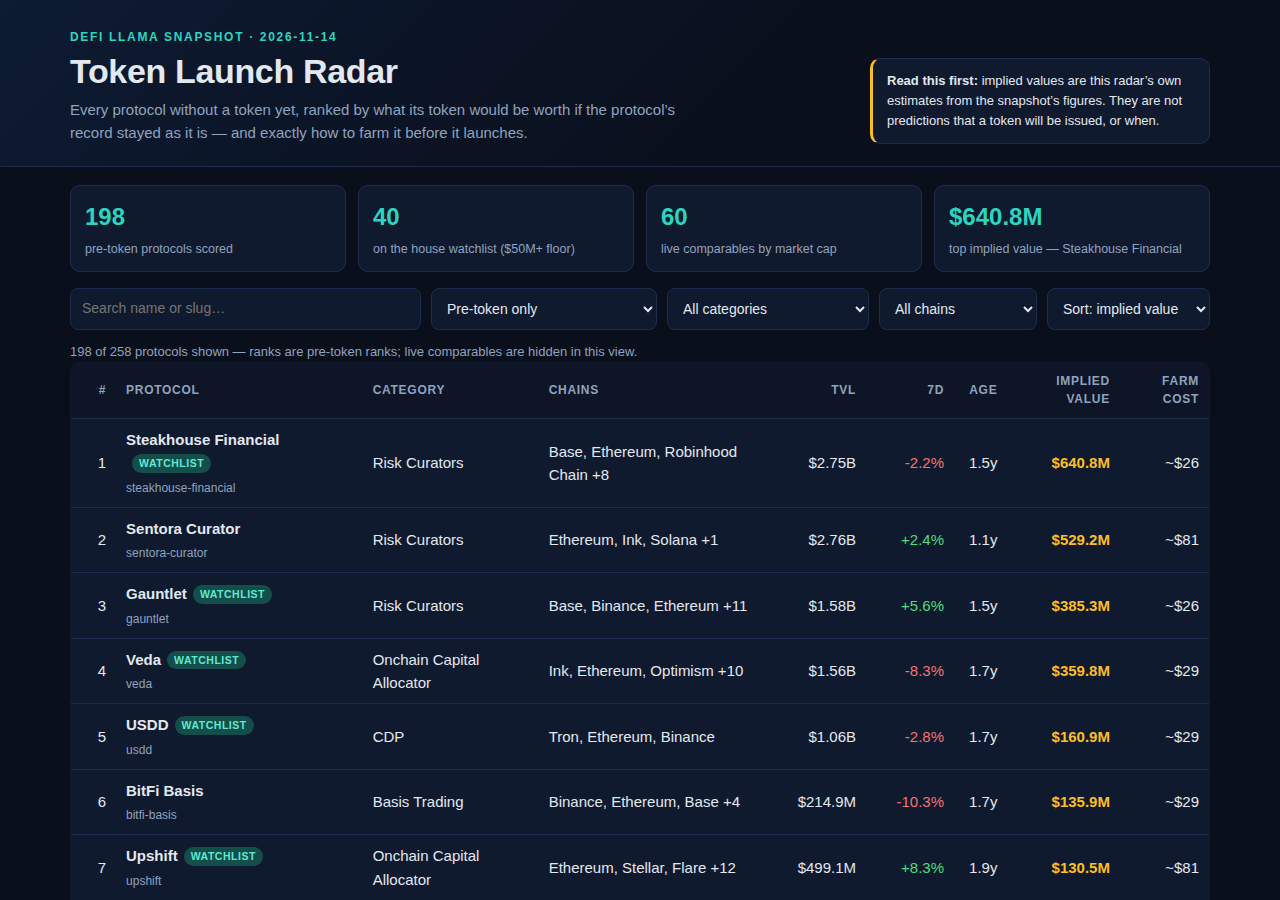 DEFI LLAMA SNAPSHOT · 2026-11-14
Token Launch Radar
Every protocol without a token yet, ranked by what its token would be worth if the protocol’s
record stayed as it is — and exactly how to farm it before it launches.
Read this first: implied values are this radar’s own
estimates from the snapshot’s figures. They are not
predictions that a token will be issued, or when.
198
pre-token protocols scored
40
on the house watchlist ($50M+ floor)
60
live comparables by market cap
$640.8M
top implied value — Steakhouse Financial
Search name or slug…
Pre-token only
All categories
All chains
Sort: implied value
198 of 258 protocols shown — ranks are pre-token ranks; live comparables are hidden in this view.
# PROTOCOL CATEGORY CHAINS TVL 7D AGE IMPLIED VALUE FARM COST
1 Steakhouse Financial WATCHLIST steakhouse-financial Risk Curators Base, Ethereum, Robinhood Chain +8 $2.75B -2.2% 1.5y $640.8M ~$26
2 Sentora Curator sentora-curator Risk Curators Ethereum, Ink, Solana +1 $2.76B +2.4% 1.1y $529.2M ~$81
3 Gauntlet WATCHLIST gauntlet Risk Curators Base, Binance, Ethereum +11 $1.58B +5.6% 1.5y $385.3M ~$26
4 Veda WATCHLIST veda Onchain Capital Allocator Ink, Ethereum, Optimism +10 $1.56B -8.3% 1.7y $359.8M ~$29
5 USDD WATCHLIST usdd CDP Tron, Ethereum, Binance $1.06B -2.8% 1.7y $160.9M ~$29
6 BitFi Basis bitfi-basis Basis Trading Binance, Ethereum, Base +4 $214.9M -10.3% 1.7y $135.9M ~$29
7 Upshift WATCHLIST upshift Onchain Capital Allocator Ethereum, Stellar, Flare +12 $499.1M +8.3% 1.9y $130.5M ~$81